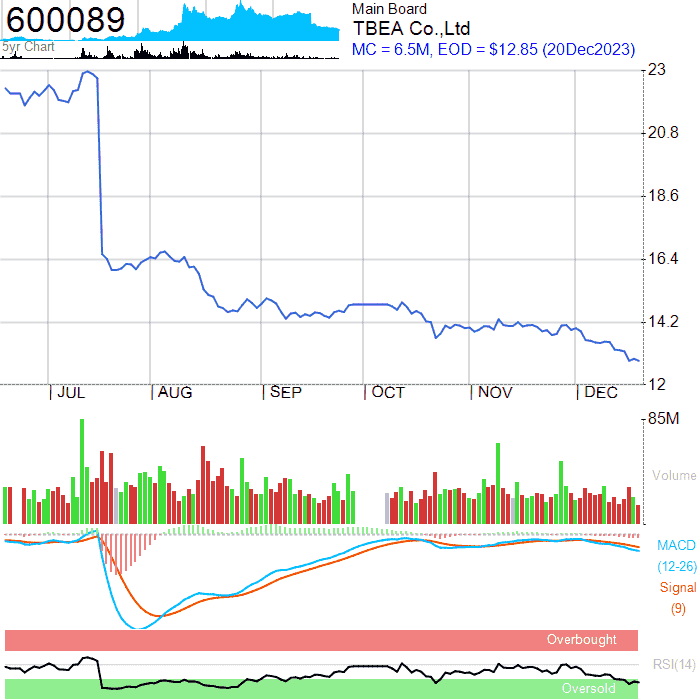 600089
Main Board
TBEA Co.,Ltd
MC = 6.5M, EOD = $12.85 (20Dec2023)
5yr Chart
23
20.8
18.6
16.4
14.2
12
JUL AUG SEP OCT NOV DEC
85M
Volume
MACD
(12-26)
Signal
(9)
Overbought
RSI(14)
Oversold